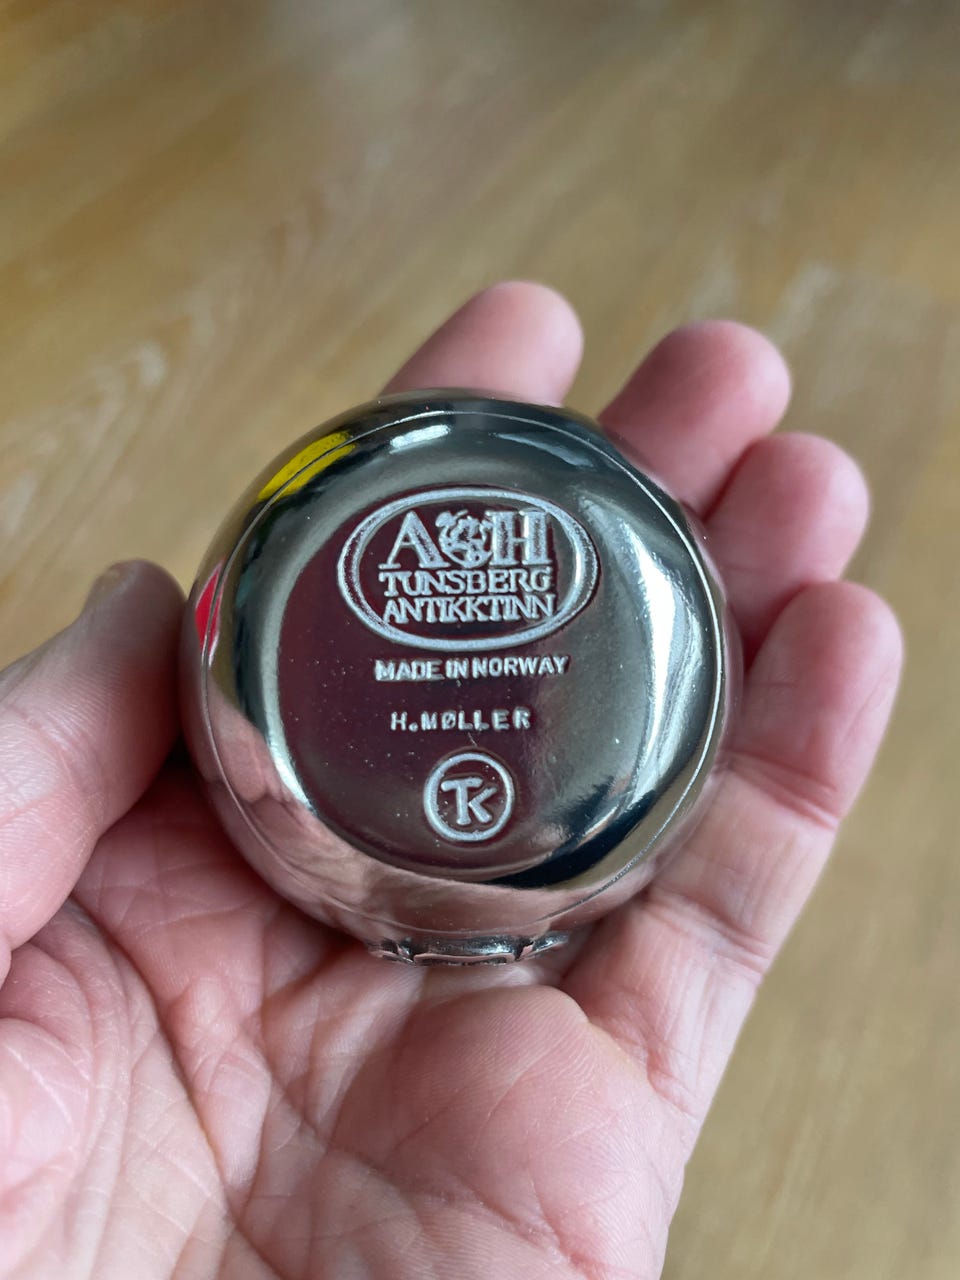 A H
TUNSBERG
ANTIKKTINN
MADE IN NORWAY
H. MØLLER
TK